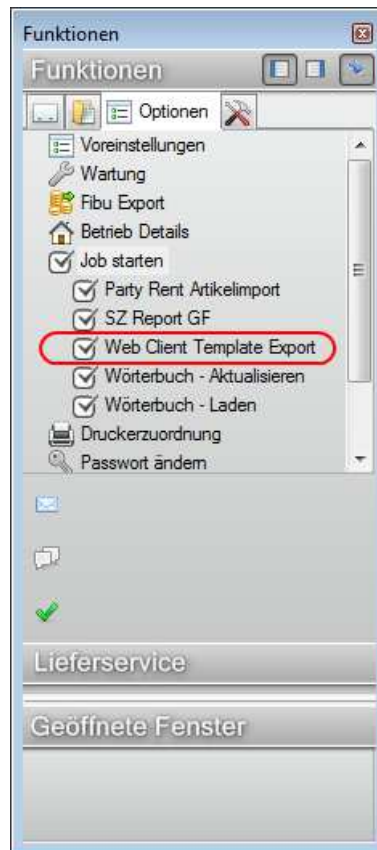 Funktionen
Funktionen
Optionen
Voreinstellungen
Wartung
Fibu Export
Betrieb Details
Job starten
Party Rent Artikelimport
SZ Report GF
Web Client Template Export
Wörterbuch - Aktualisieren
Wörterbuch - Laden
Druckerzuordnung
Passwort ändern
Lieferservice
Geöffnete Fenster